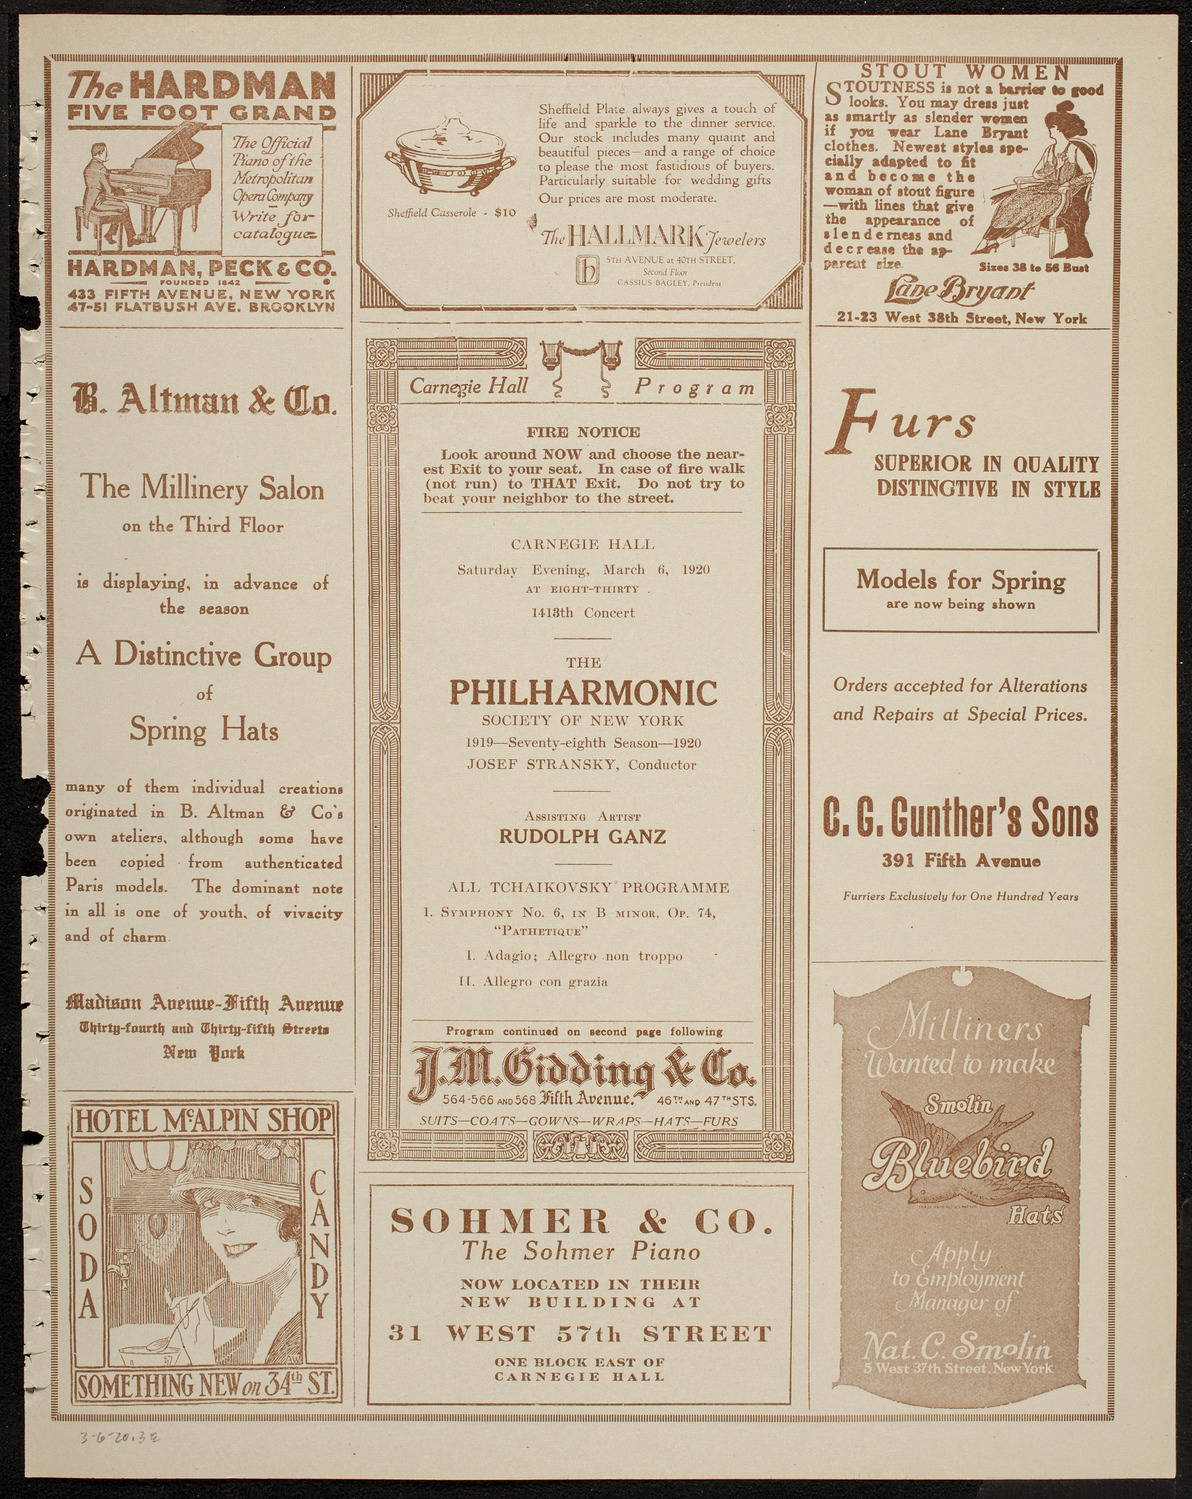 The HARDMAN
FIVE FOOT GRAND
The Official
Piano of the
Metropolitan
Opera Company
Write for
catalogue
HARDMAN, PECK & CO.
FOUNDED 1842
433 FIFTH AVENUE, NEW YORK
47-51 FLATBUSH AVE. BROOKLYN
B. Altman & Co.
The Millinery Salon
on the Third Floor
is displaying, in advance of
the season
A Distinctive Group
of
Spring Hats
many of them individual creations
originated in B. Altman & Co's
own ateliers, although some have
been copied from authenticated
Paris models. The dominant note
in all is one of youth, of vivacity
and of charm.
Madison Avenue-Fifth Avenue
Thirty-fourth and Thirty-fifth Streets
New York
HOTEL McALPIN SHOP
SODA
CANDY
SOMETHING NEW on 34th ST.
Sheffield Casserole - $10
Sheffield Plate always gives a touch of
life and sparkle to the dinner service.
Our stock includes many quaint and
beautiful pieces—and a range of choice
to please the most fastidious of buyers.
Particularly suitable for wedding gifts
Our prices are most moderate.
The HALLMARK Jewelers
h
5TH AVENUE at 40TH STREET,
Second Floor
CASSIUS BAGLEY, President
Carnegie Hall Program
FIRE NOTICE
Look around NOW and choose the near-
est Exit to your seat. In case of fire walk
(not run) to THAT Exit. Do not try to
beat your neighbor to the street.
CARNEGIE HALL
Saturday Evening, March 6, 1920
AT EIGHT-THIRTY
1413th Concert
THE
PHILHARMONIC
SOCIETY OF NEW YORK
1919—Seventy-eighth Season—1920
JOSEF STRANSKY, Conductor
ASSISTING ARTIST
RUDOLPH GANZ
ALL TCHAIKOVSKY PROGRAMME
1. SYMPHONY NO. 6, IN B MINOR, OP. 74,
"PATHETIQUE"
I. Adagio; Allegro non troppo
II. Allegro con grazia
Program continued on second page following
J.M. Gidding & Co.
564-566 AND 568 Fifth Avenue. 46TH AND 47TH STS.
SUITS—COATS—GOWNS—WRAPS—HATS—FURS
SOHMER & CO.
The Sohmer Piano
NOW LOCATED IN THEIR
NEW BUILDING AT
31 WEST 57th STREET
ONE BLOCK EAST OF
CARNEGIE HALL
STOUT WOMEN
STOUTNESS is not a barrier to good
looks. You may dress just
as smartly as slender women
if you wear Lane Bryant
clothes. Newest styles spe-
cially adapted to fit
and become the
woman of stout figure
—with lines that give
the appearance of
slenderness and
decrease the ap-
parent size.
Sizes 38 to 56 Bust
Lane Bryant
21-23 West 38th Street, New York
Furs
SUPERIOR IN QUALITY
DISTINGTIVE IN STYLE
Models for Spring
are now being shown
Orders accepted for Alterations
and Repairs at Special Prices.
C. G. Gunther's Sons
391 Fifth Avenue
Furriers Exclusively for One Hundred Years
Milliners
Wanted to make
Smolin
Bluebird
Hats
Apply
to Employment
Manager of
Nat. C. Smolin
5 West 37th Street, New York
3-6-20.3E